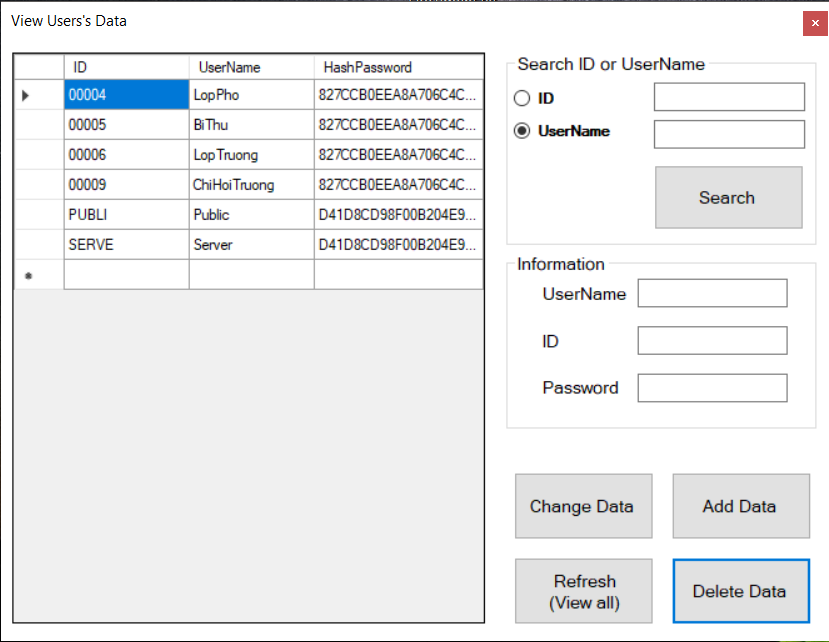 View Users's Data
ID UserName HashPassword
00004 LopPho 827CCB0EEA8A706C4C...
00005 BiThu 827CCB0EEA8A706C4C...
00006 LopTruong 827CCB0EEA8A706C4C...
00009 ChiHoiTruong 827CCB0EEA8A706C4C...
PUBLI Public D41D8CD98F00B204E9...
SERVE Server D41D8CD98F00B204E9...
Search ID or UserName
ID
UserName
Search
Information
UserName
ID
Password
Change Data
Add Data
Refresh
(View all)
Delete Data